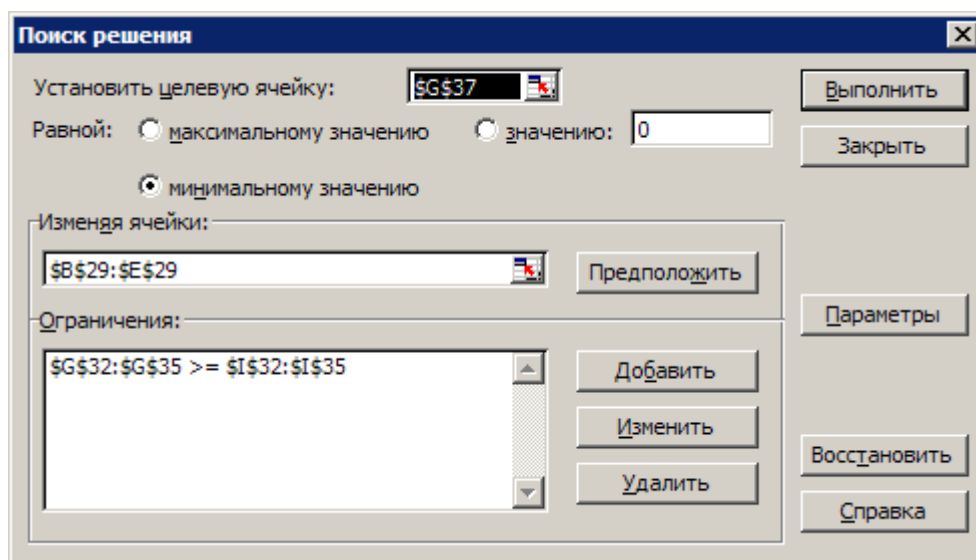 Поиск решения
Установить целевую ячейку: $G$37
Выполнить
Равной: максимальному значению значению: 0
Закрыть
минимальному значению
Изменяя ячейки:
$B$29:$E$29
Предположить
Параметры
Ограничения:
$G$32:$G$35 >= $I$32:$I$35
Добавить
Изменить
Удалить
Восстановить
Справка